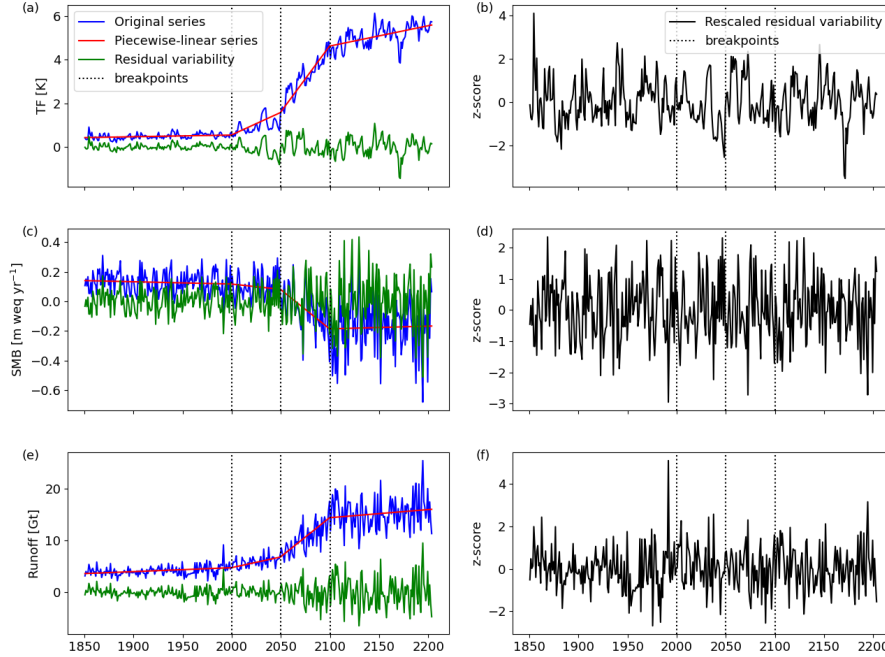 (a)
Original series
Piecewise-linear series
Residual variability
breakpoints
6
4
2
0
TF [K]
(b)
Rescaled residual variability
breakpoints
4
2
0
−2
z-score
(c)
0.4
0.2
0.0
−0.2
−0.4
−0.6
SMB [m weq yr⁻¹]
(d)
2
1
0
−1
−2
−3
z-score
(e)
20
10
0
Runoff [Gt]
1850 1900 1950 2000 2050 2100 2150 2200
(f)
4
2
0
−2
z-score
1850 1900 1950 2000 2050 2100 2150 2200